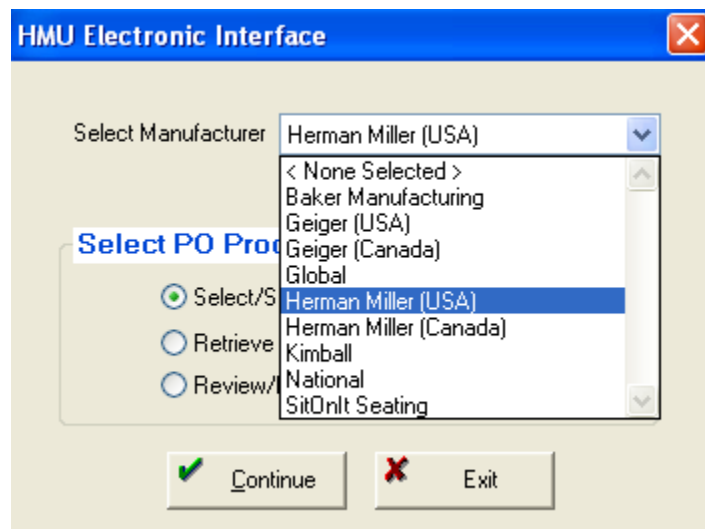 HMU Electronic Interface
Select Manufacturer Herman Miller (USA)
< None Selected >
Baker Manufacturing
Geiger (USA)
Geiger (Canada)
Global
Herman Miller (USA)
Herman Miller (Canada)
Kimball
National
SitOnIt Seating
Select PO Proc
Select/S
Retrieve
Review/
Continue Exit